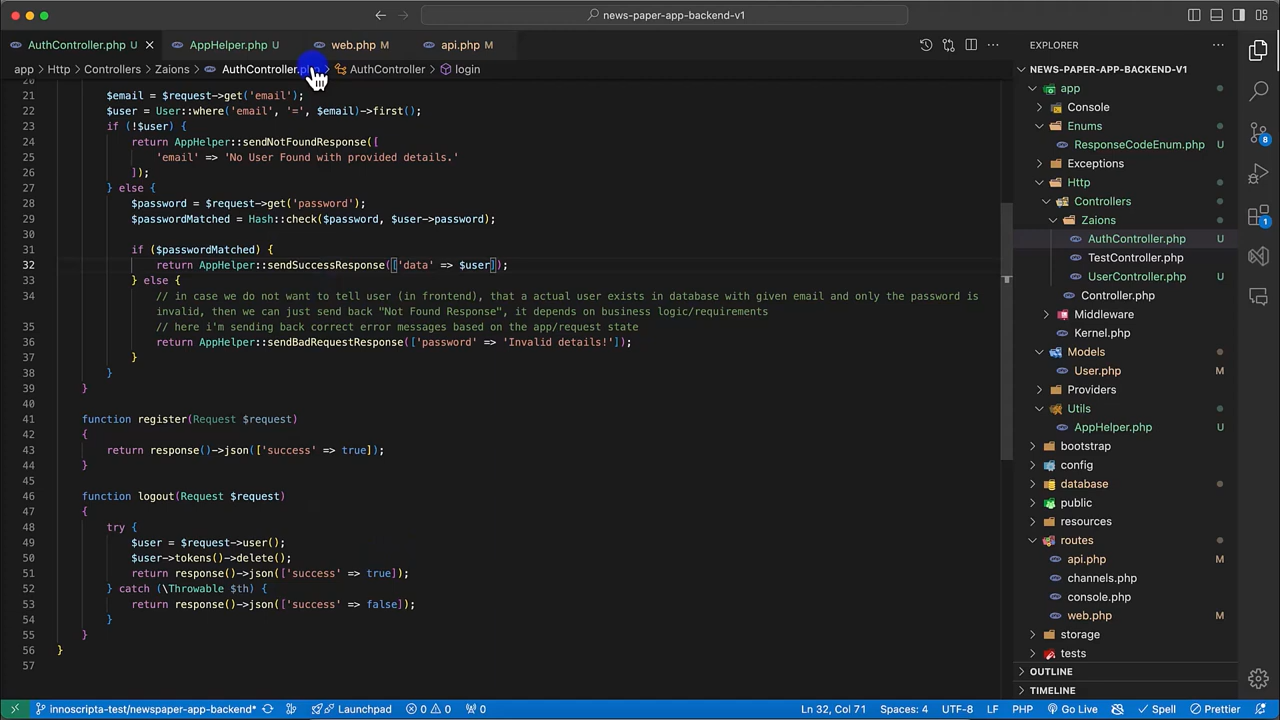 news-paper-app-backend-v1
AuthController.php U
AppHelper.php U
web.php M
api.php M
app > Http > Controllers > Zaions > AuthController. > AuthController > login
21 $email = $request->get('email');
22 $user = User::where('email', '=', $email)->first();
23 if (!$user) {
24 return AppHelper::sendNotFoundResponse([
25 'email' => 'No User Found with provided details.'
26 ]);
27 } else {
28 $password = $request->get('password');
29 $passwordMatched = Hash::check($password, $user->password);
30
31 if ($passwordMatched) {
32 return AppHelper::sendSuccessResponse(['data' => $user]);
33 } else {
34 // in case we do not want to tell user (in frontend), that a actual user exists in database with given email and only the password is
invalid, then we can just send back "Not Found Response", it depends on business logic/requirements
35 // here i'm sending back correct error messages based on the app/request state
36 return AppHelper::sendBadRequestResponse(['password' => 'Invalid details!']);
37 }
38 }
39 }
40
41 function register(Request $request)
42 {
43 return response()->json(['success' => true]);
44 }
45
46 function logout(Request $request)
47 {
48 try {
49 $user = $request->user();
50 $user->tokens()->delete();
51 return response()->json(['success' => true]);
52 } catch (\Throwable $th) {
53 return response()->json(['success' => false]);
54 }
55 }
56 }
57
EXPLORER
NEWS-PAPER-APP-BACKEND-V1
app
Console
Enums
ResponseCodeEnum.php U
Exceptions
Http
Controllers
Zaions
AuthController.php U
TestController.php
UserController.php U
Controller.php
Middleware
Kernel.php
Models
User.php M
Providers
Utils
AppHelper.php U
bootstrap
config
database
public
resources
routes
api.php M
channels.php
console.php
web.php M
storage
tests
OUTLINE
TIMELINE
8
1
innoscripta-test/newspaper-app-backend* Launchpad 0 0 0 Ln 32, Col 71 Spaces: 4 UTF-8 LF PHP Go Live Spell Prettier